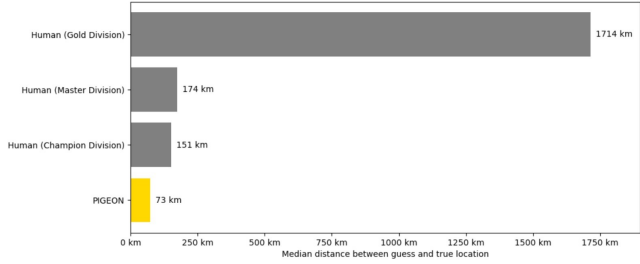 Human (Gold Division)
1714 km
Human (Master Division)
174 km
Human (Champion Division)
151 km
PIGEON
73 km
0 km 250 km 500 km 750 km 1000 km 1250 km 1500 km 1750 km
Median distance between guess and true location